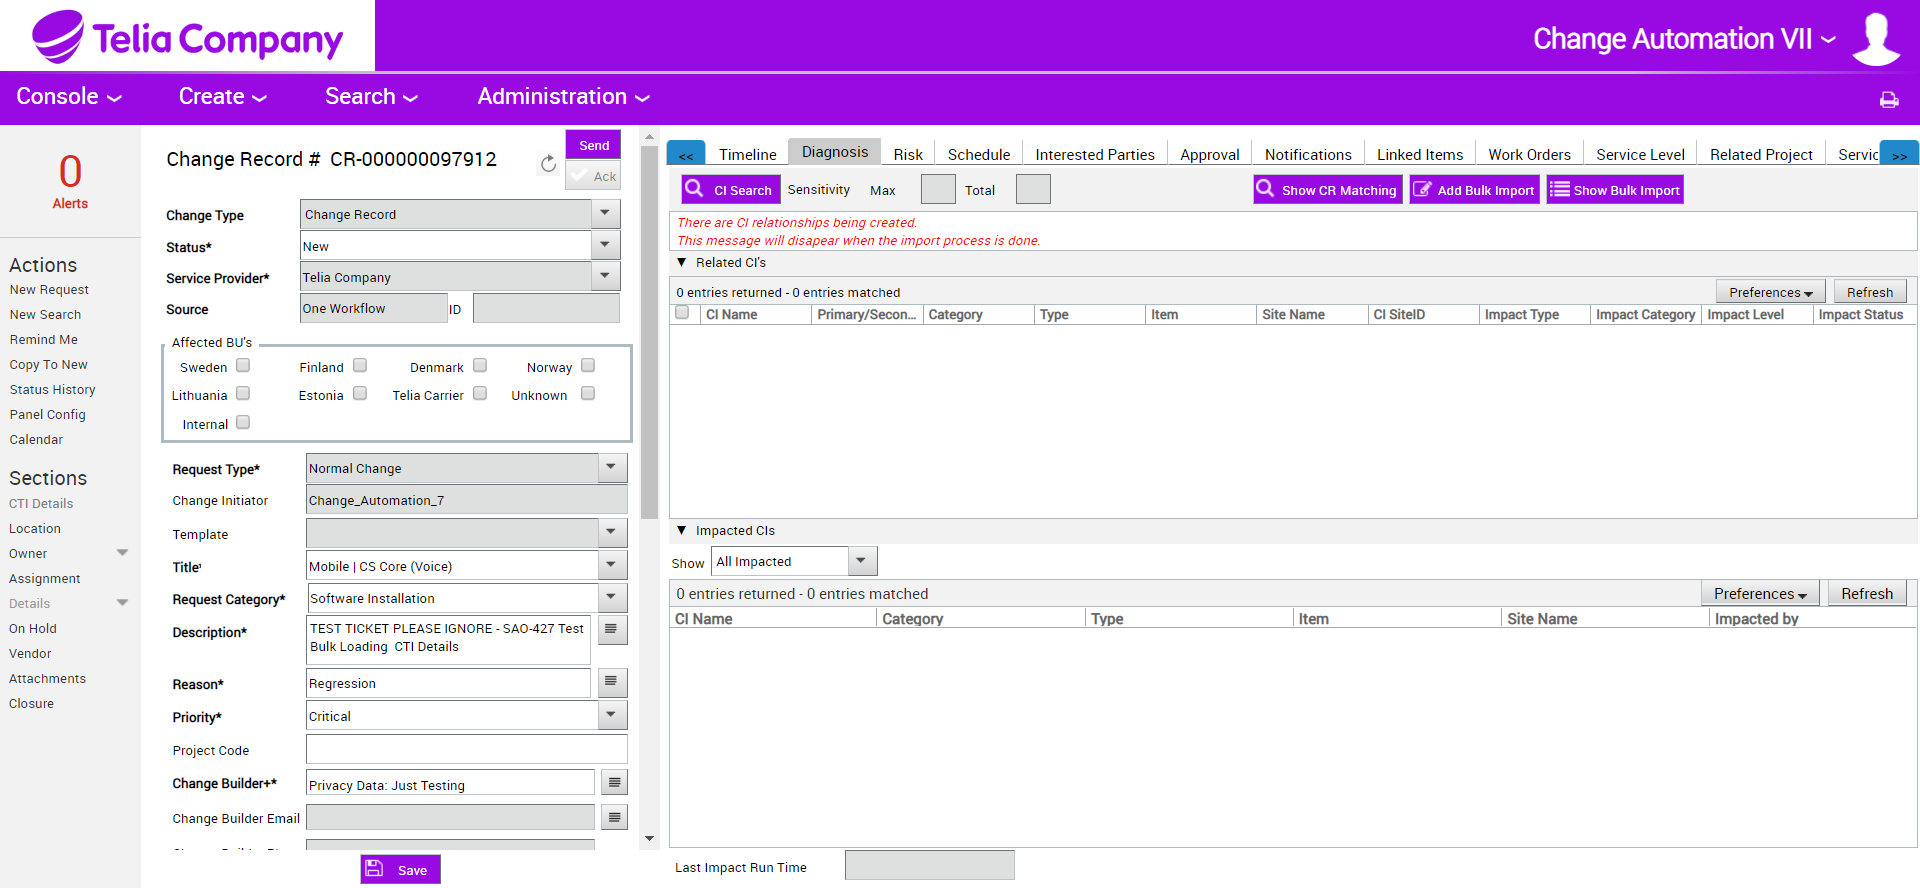 Telia Company
Change Automation VII
Console
Create
Search
Administration
0
Alerts
Actions
New Request
New Search
Remind Me
Copy To New
Status History
Panel Config
Calendar
Sections
CTI Details
Location
Owner
Assignment
Details
On Hold
Vendor
Attachments
Closure
Change Record # CR-000000097912
Send
Ack
Change Type Change Record
Status* New
Service Provider* Telia Company
Source One Workflow ID
Affected BU's
Sweden Finland Denmark Norway
Lithuania Estonia Telia Carrier Unknown
Internal
Request Type* Normal Change
Change Initiator Change_Automation_7
Template
Title Mobile | CS Core (Voice)
Request Category* Software Installation
Description* TEST TICKET PLEASE IGNORE - SAO-427 Test
Bulk Loading CTI Details
Reason* Regression
Priority* Critical
Project Code
Change Builder+* Privacy Data: Just Testing
Change Builder Email
Save
<< Timeline Diagnosis Risk Schedule Interested Parties Approval Notifications Linked Items Work Orders Service Level Related Project Servic >>
CI Search Sensitivity Max Total Show CR Matching Add Bulk Import Show Bulk Import
There are CI relationships being created.
This message will disapear when the import process is done.
Related CI's
0 entries returned - 0 entries matched Preferences Refresh
CI Name Primary/Secon... Category Type Item Site Name CI SiteID Impact Type Impact Category Impact Level Impact Status
Impacted CIs
Show All Impacted
0 entries returned - 0 entries matched Preferences Refresh
CI Name Category Type Item Site Name Impacted by
Last Impact Run Time